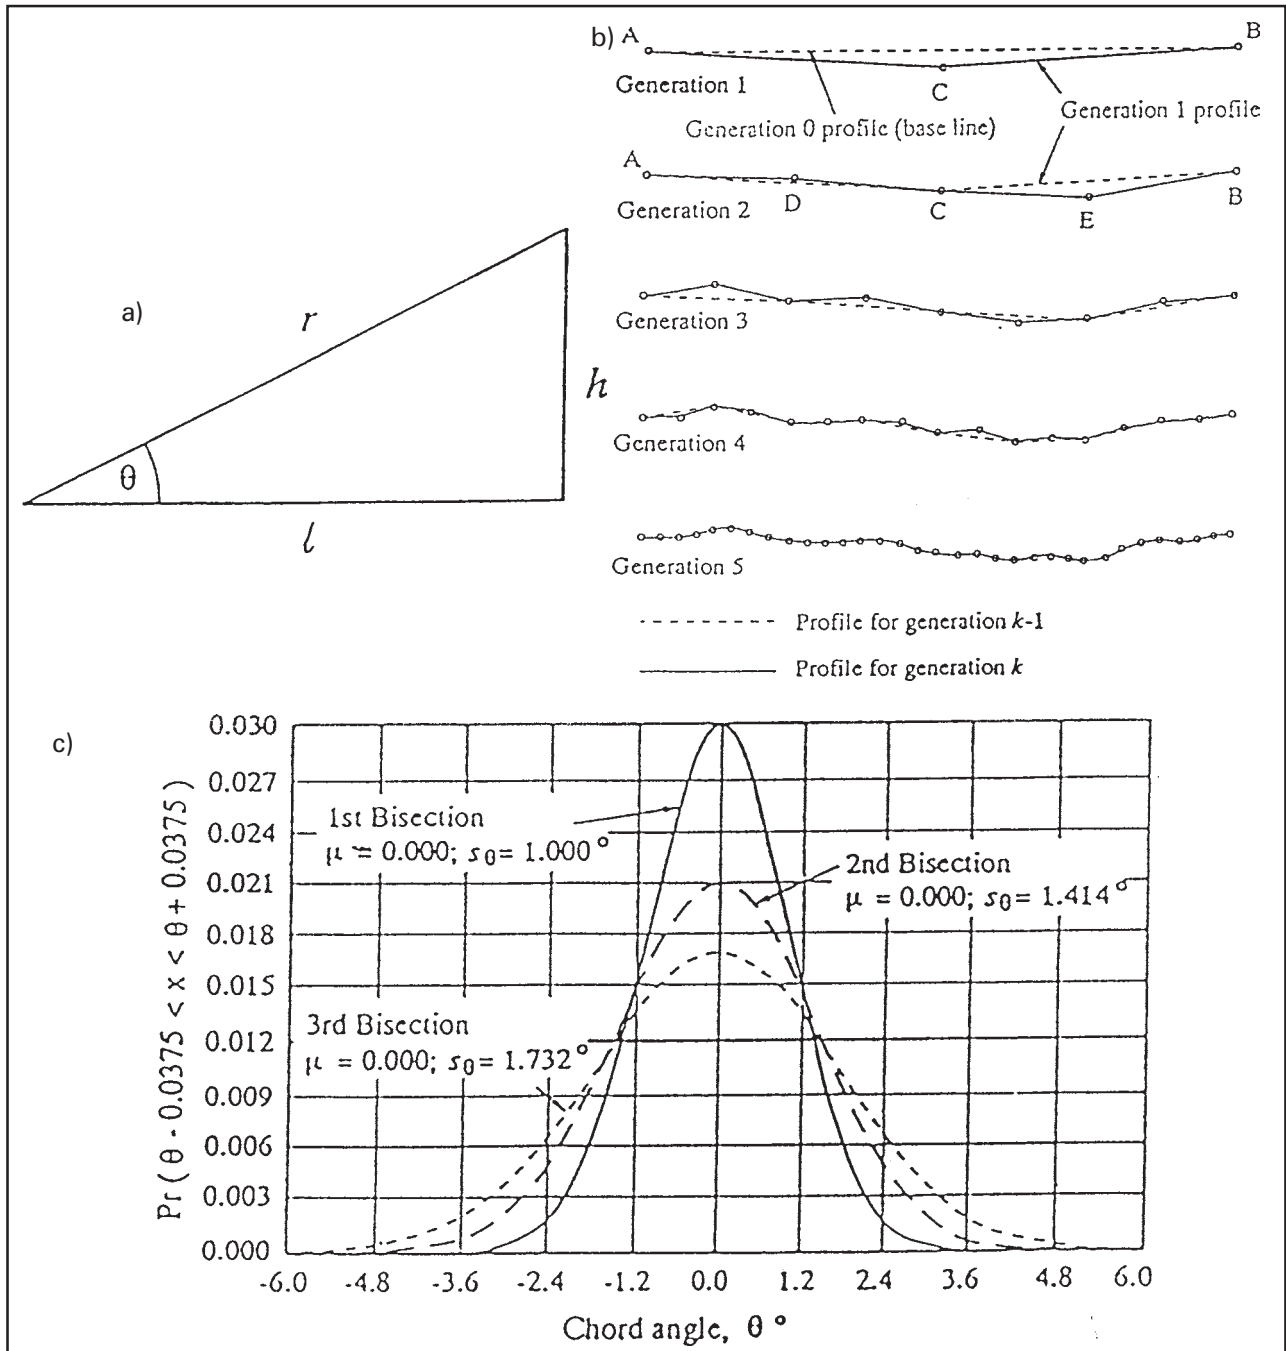 a)
r
h
θ
l
b) A
B
Generation 1
C
Generation 0 profile (base line)
Generation 1 profile
A
Generation 2
D
C
E
B
Generation 3
Generation 4
Generation 5
Profile for generation k-1
Profile for generation k
c)
Pr ( θ - 0.0375 < x < θ + 0.0375 )
0.030
0.027
0.024
0.021
0.018
0.015
0.012
0.009
0.006
0.003
0.000
1st Bisection
μ = 0.000; sθ = 1.000°
2nd Bisection
μ = 0.000; sθ = 1.414°
3rd Bisection
μ = 0.000; sθ = 1.732°
-6.0 -4.8 -3.6 -2.4 -1.2 0.0 1.2 2.4 3.6 4.8 6.0
Chord angle, θ °